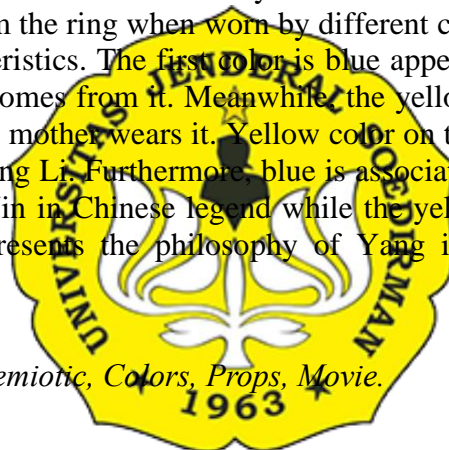 n the ring when worn by different c
eristics. The first color is blue appe
omes from it. Meanwhile, the yello
mother wears it. Yellow color on t
ng Li. Furthermore, blue is associat
in in Chinese legend while the yel
resents the philosophy of Yang i
emiotic, Colors, Props, Movie.
UNIVERSITAS JENDERAL SOEDIRMAN
1963